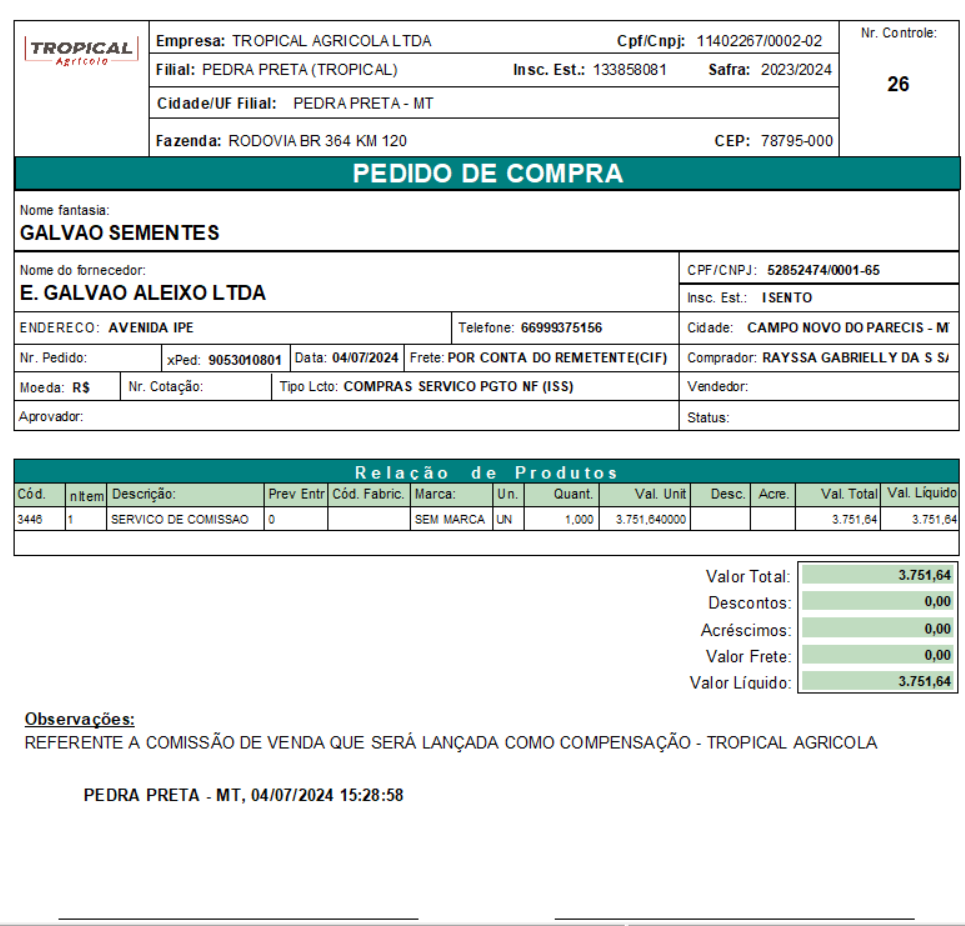 TROPICAL
Agrícola
Empresa: TROPICAL AGRICOLA LTDA Cpf/Cnpj: 11402267/0002-02
Nr. Controle:
26
Filial: PEDRA PRETA (TROPICAL) Insc. Est.: 133858081 Safra: 2023/2024
Cidade/UF Filial: PEDRA PRETA - MT
Fazenda: RODOVIA BR 364 KM 120 CEP: 78795-000
PEDIDO DE COMPRA
Nome fantasia:
GALVAO SEMENTES
Nome do fornecedor:
E. GALVAO ALEIXO LTDA
CPF/CNPJ: 52852474/0001-65
Insc. Est.: ISENTO
ENDERECO: AVENIDA IPE Telefone: 66999375156 Cidade: CAMPO NOVO DO PARECIS - M
Nr. Pedido: xPed: 9053010801 Data: 04/07/2024 Frete: POR CONTA DO REMETENTE(CIF) Comprador: RAYSSA GABRIELLY DA S
Moeda: R$ Nr. Cotação: Tipo Lcto: COMPRAS SERVICO PGTO NF (ISS) Vendedor:
Aprovador: Status:
Relação de Produtos
Cód. nItem Descrição: Prev Entr Cód. Fabric. Marca: Un. Quant. Val. Unit Desc. Acre. Val. Total Val. Líquido
3446 1 SERVICO DE COMISSAO 0 SEM MARCA UN 1,000 3.751,640000 3.751,64 3.751,64
Valor Total: 3.751,64
Descontos: 0,00
Acréscimos: 0,00
Valor Frete: 0,00
Valor Líquido: 3.751,64
Observações:
REFERENTE A COMISSÃO DE VENDA QUE SERÁ LANÇADA COMO COMPENSAÇÃO - TROPICAL AGRICOLA
PEDRA PRETA - MT, 04/07/2024 15:28:58